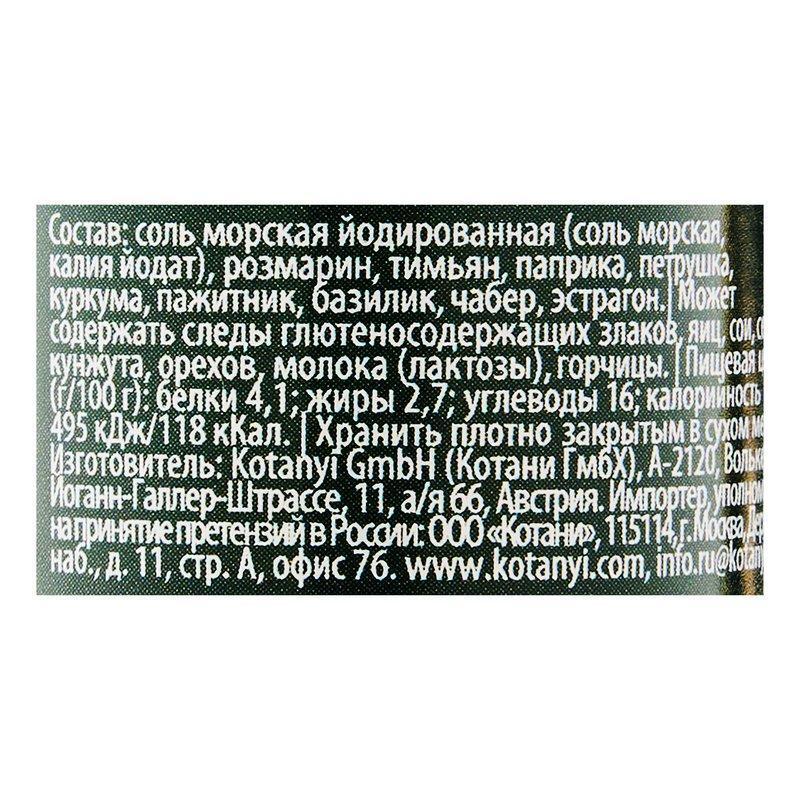 Состав: соль морская йодированная (соль морская,
калия йодат), розмарин, тимьян, паприка, петрушка,
куркума, пажитник, базилик, чабер, эстрагон. | Может
содержать следы глютеносодержащих злаков, яиц, сои,
кунжута, орехов, молока (лактозы), горчицы. | Пищевая
(г/100 г): белки 4,1; жиры 2,7; углеводы 16; калорийность
495 кДж/118 кКал. | Хранить плотно закрытым в сухом
Изготовитель: Kotanyi GmbH (Котани ГмбХ), А-2120,
Йоганн-Галлер-Штрассе, 11, а/я 66, Австрия. Импортер,
на принятие претензий в России: ООО «Котани», 115114, г. Москва,
наб., д. 11, стр. А, офис 76. www.kotanyi.com,